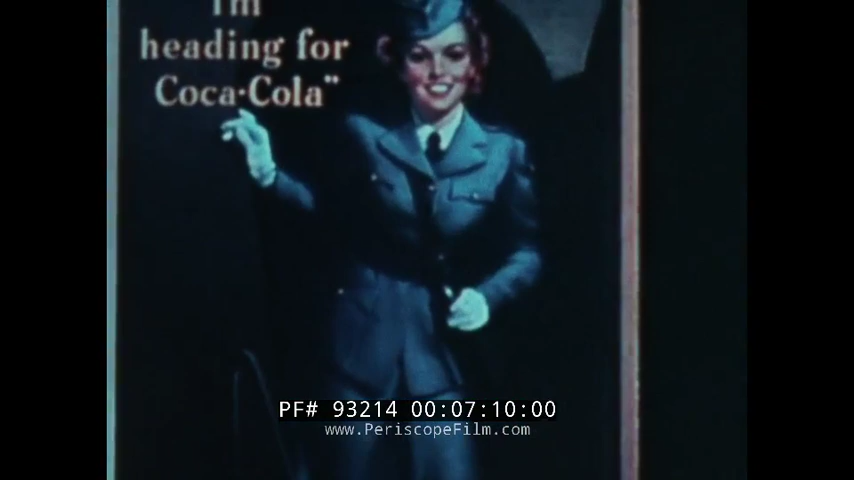 I'm
heading for
Coca-Cola"
PF# 93214 00:07:10:00
www.PeriscopeFilm.com